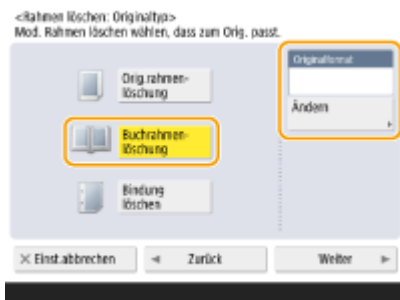 <Rahmen löschen: Originaltyp>
Mod. Rahmen löschen wählen, dass zum Orig. passt.
Originalformat
Orig.rahmen-
löschung
Ändern
Buchrahmen-
löschung
Bindung
löschen
× Einst.abbrechen
Zurück
Weiter